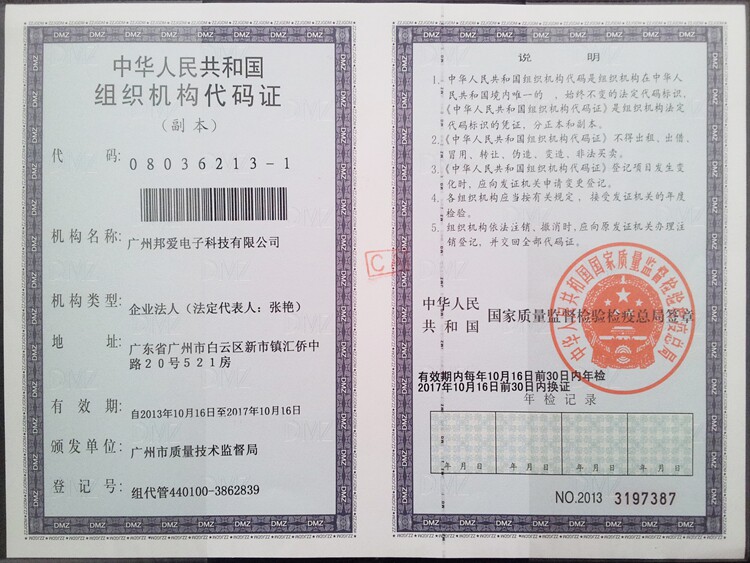 中华人民共和国
组织机构代码证
(副本)
代码: 08036213-1
机构名称: 广州邦爱电子科技有限公司
机构类型: 企业法人（法定代表人：张艳）
地址: 广东省广州市白云区新市镇汇侨中
路20号521房
有效期: 自2013年10月16日至2017年10月16日
颁发单位: 广州市质量技术监督局
登记号: 组代管440100-3862839
说明
1. 中华人民共和国组织机构代码是组织机构在中华人
民共和国境内唯一的、始终不变的法定代码标识,
《中华人民共和国组织机构代码证》是组织机构法定
代码标识的凭证，分正本和副本。
2.《中华人民共和国组织机构代码证》不得出租、出借、
冒用、转让、伪造、变造、非法买卖。
3.《中华人民共和国组织机构代码证》登记项目发生变
化时，应向发证机关申请变更登记。
4. 各组织机构应当按有关规定，接受发证机关的年度
检验。
5. 组织机构依法注销、撤消时，应向原发证机关办理注
销登记，并交回全部代码证。
中华人民
共和国 国家质量监督检验检疫总局签章
中华人民共和国国家质量监督检验检疫总局
有效期内每年10月16日前30日内年检
2017年10月16日前30日内换证
年检记录
年 月 日 年 月 日 年 月 日 年 月 日
NO.2013 3197387